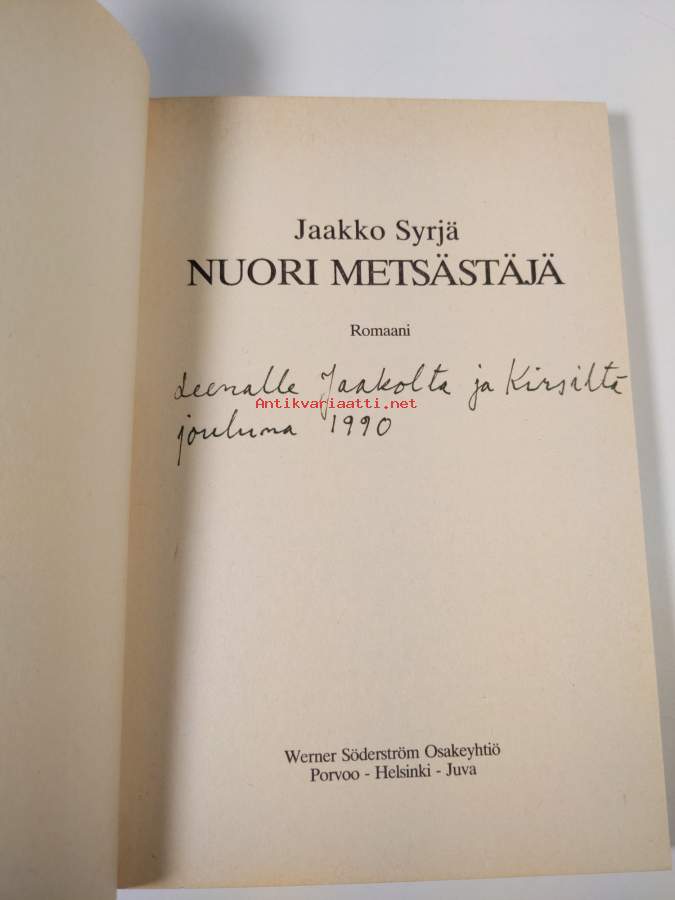 Jaakko Syrjä
NUORI METSÄSTÄJÄ
Romaani
Leenalle Jaakolta ja Kirsiltä
Antikvariaatti.net
jouluna 1990
Werner Söderström Osakeyhtiö
Porvoo - Helsinki - Juva